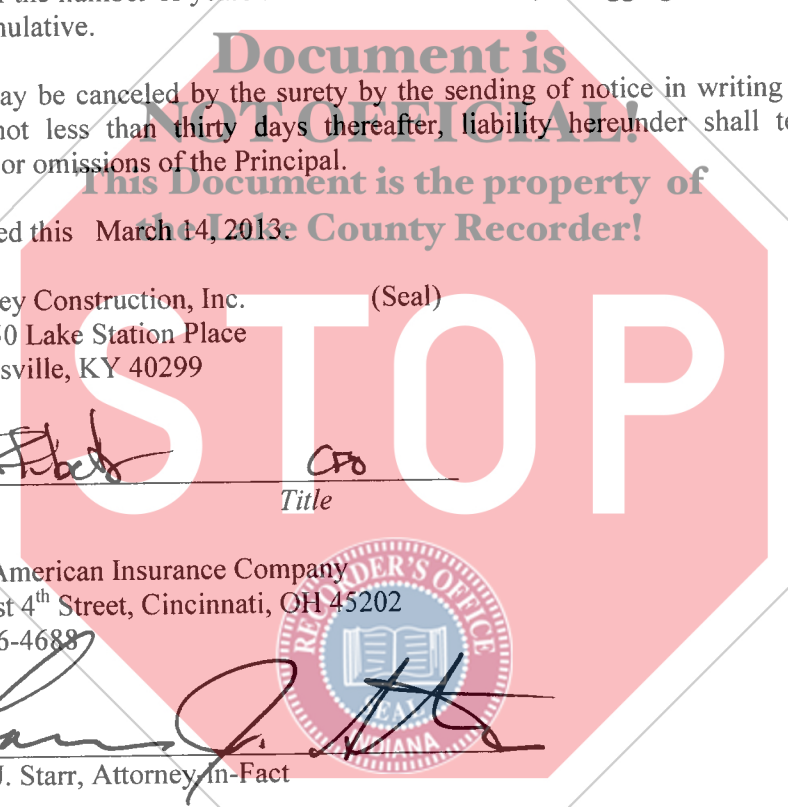 mulative.
Document is
ay be canceled by the surety by the sending of notice in writing
NOT OFFICIAL!
not less than thirty days thereafter, liability hereunder shall te
or omissions of the Principal.
This Document is the property of
ed this March 14, 2013.
the Lake County Recorder!
ey Construction, Inc. (Seal)
50 Lake Station Place
sville, KY 40299
STOP
CFO
Title
American Insurance Company
st 4th Street, Cincinnati, OH 45202
6-4688
RECORDER'S OFFICE
SEAL
INDIANA
J. Starr, Attorney-in-Fact